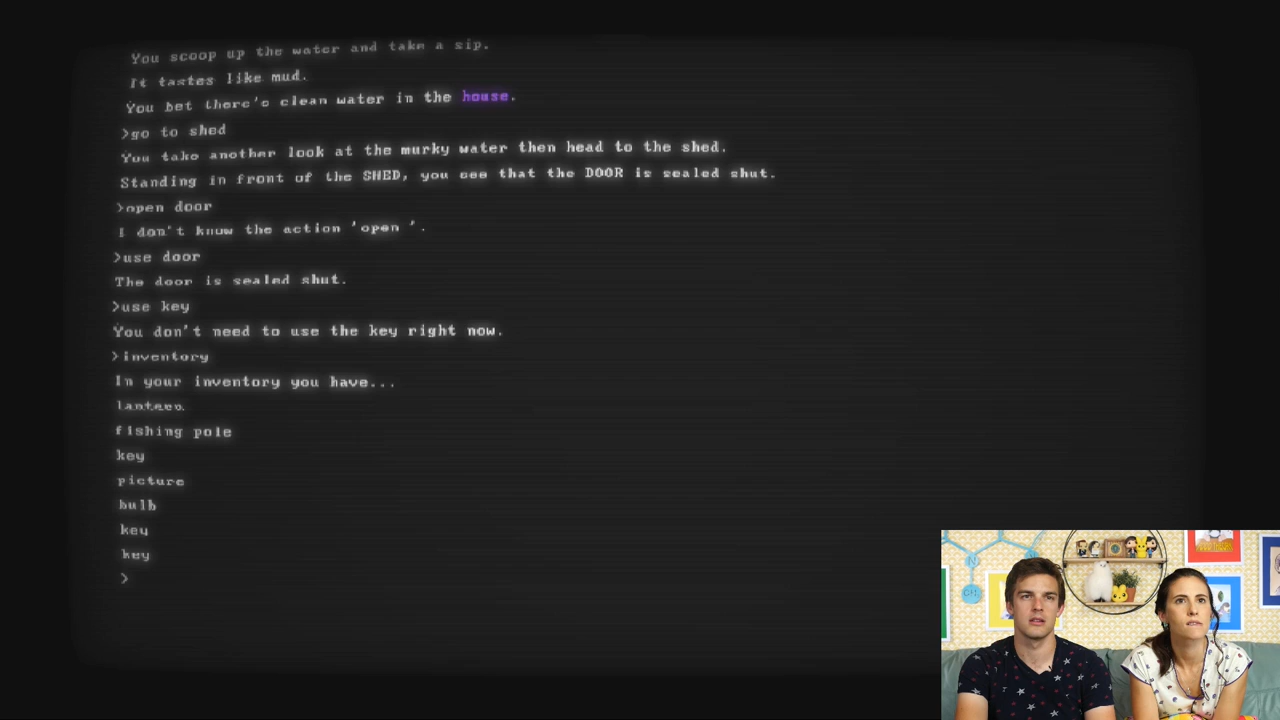 You scoop up the water and take a sip.
It tastes like mud.
You bet there's clean water in the house.
>go to shed
You take another look at the murky water then head to the shed.
Standing in front of the SHED, you see that the DOOR is sealed shut.
>open door
I don't know the action 'open '.
>use door
The door is sealed shut.
>use key
You don't need to use the key right now.
>inventory
In your inventory you have...
lantern
fishing pole
key
picture
bulb
key
key
>